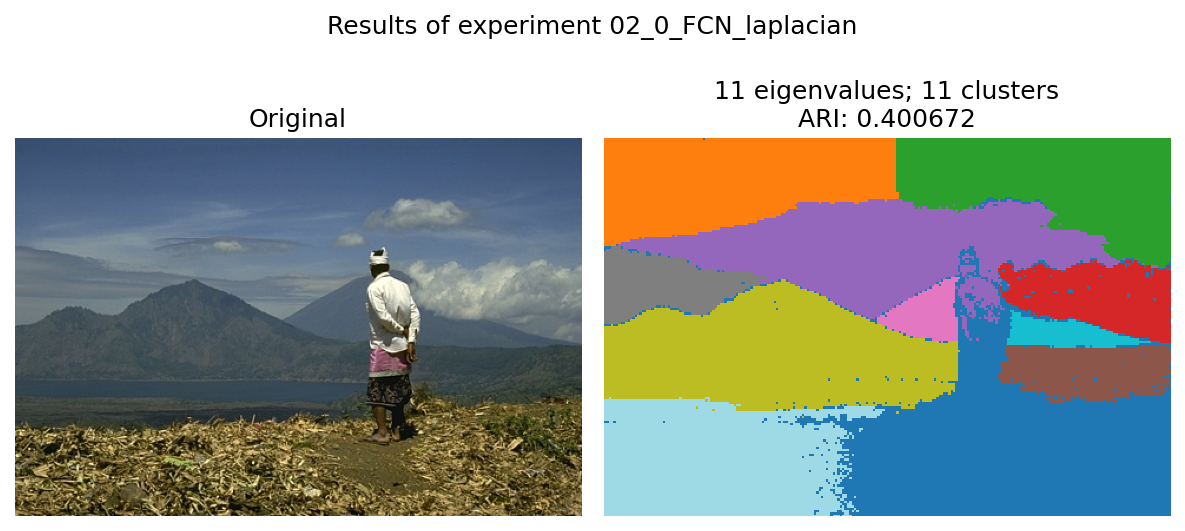 Results of experiment 02_0_FCN_laplacian
Original
11 eigenvalues; 11 clusters
ARI: 0.400672